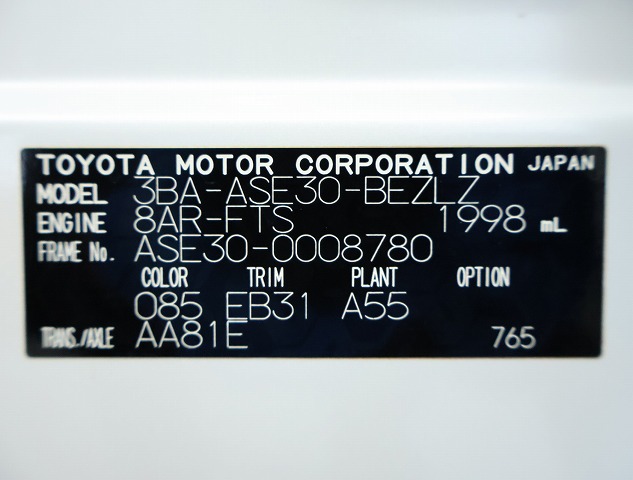 TOYOTA MOTOR CORPORATION JAPAN
MODEL 3BA-ASE30-BEZLZ
ENGINE 8AR-FTS 1998 mL
FRAME No. ASE30-0008780
COLOR TRIM PLANT OPTION
085 EB31 A55
TRANS./AXLE AA81E 765